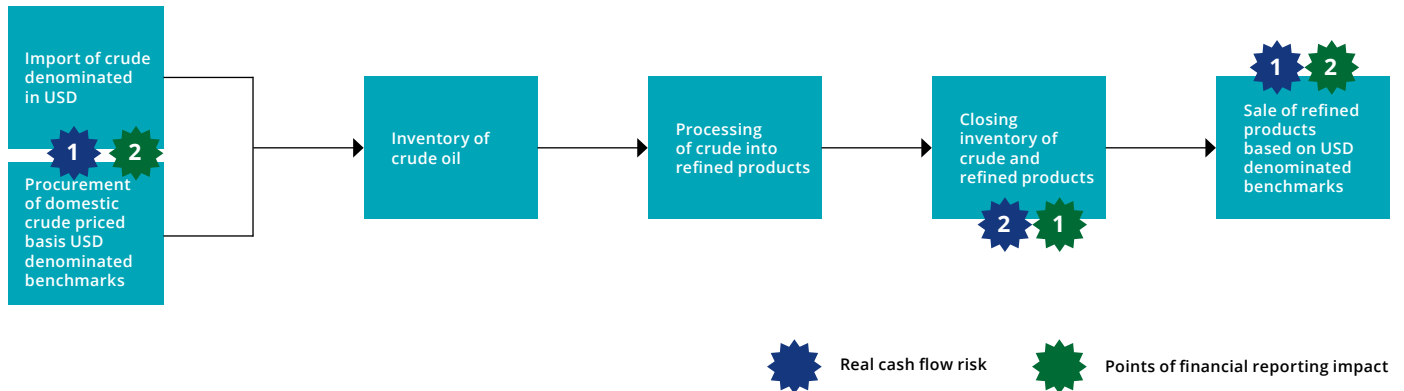 Import of crude
denominated
in USD
1
2
Procurement
of domestic
crude priced
basis USD
denominated
benchmarks
Inventory of
crude oil
Processing
of crude into
refined products
Closing
inventory of
crude and
refined products
2
1
1
2
Sale of refined
products
based on USD
denominated
benchmarks
Real cash flow risk
Points of financial reporting impact